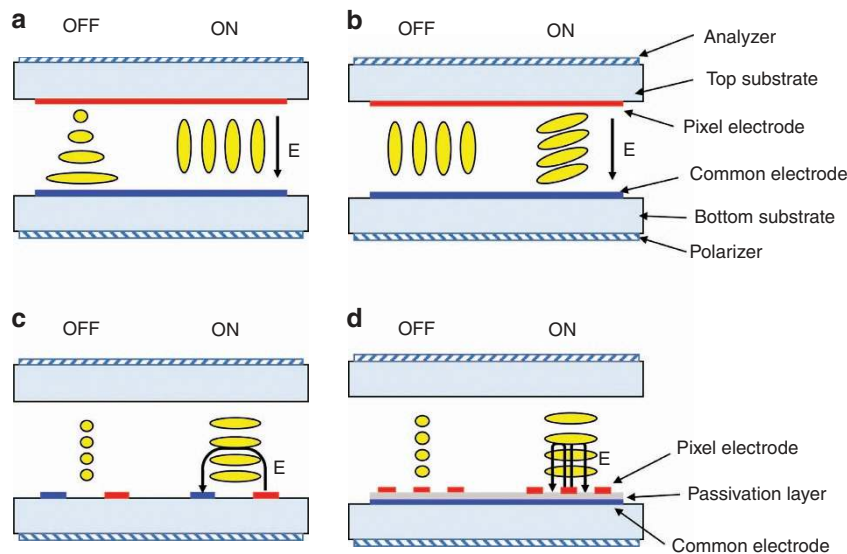 a
OFF
ON
E
b
OFF
ON
E
Analyzer
Top substrate
Pixel electrode
Common electrode
Bottom substrate
Polarizer
c
OFF
ON
E
d
OFF
ON
E
Pixel electrode
Passivation layer
Common electrode